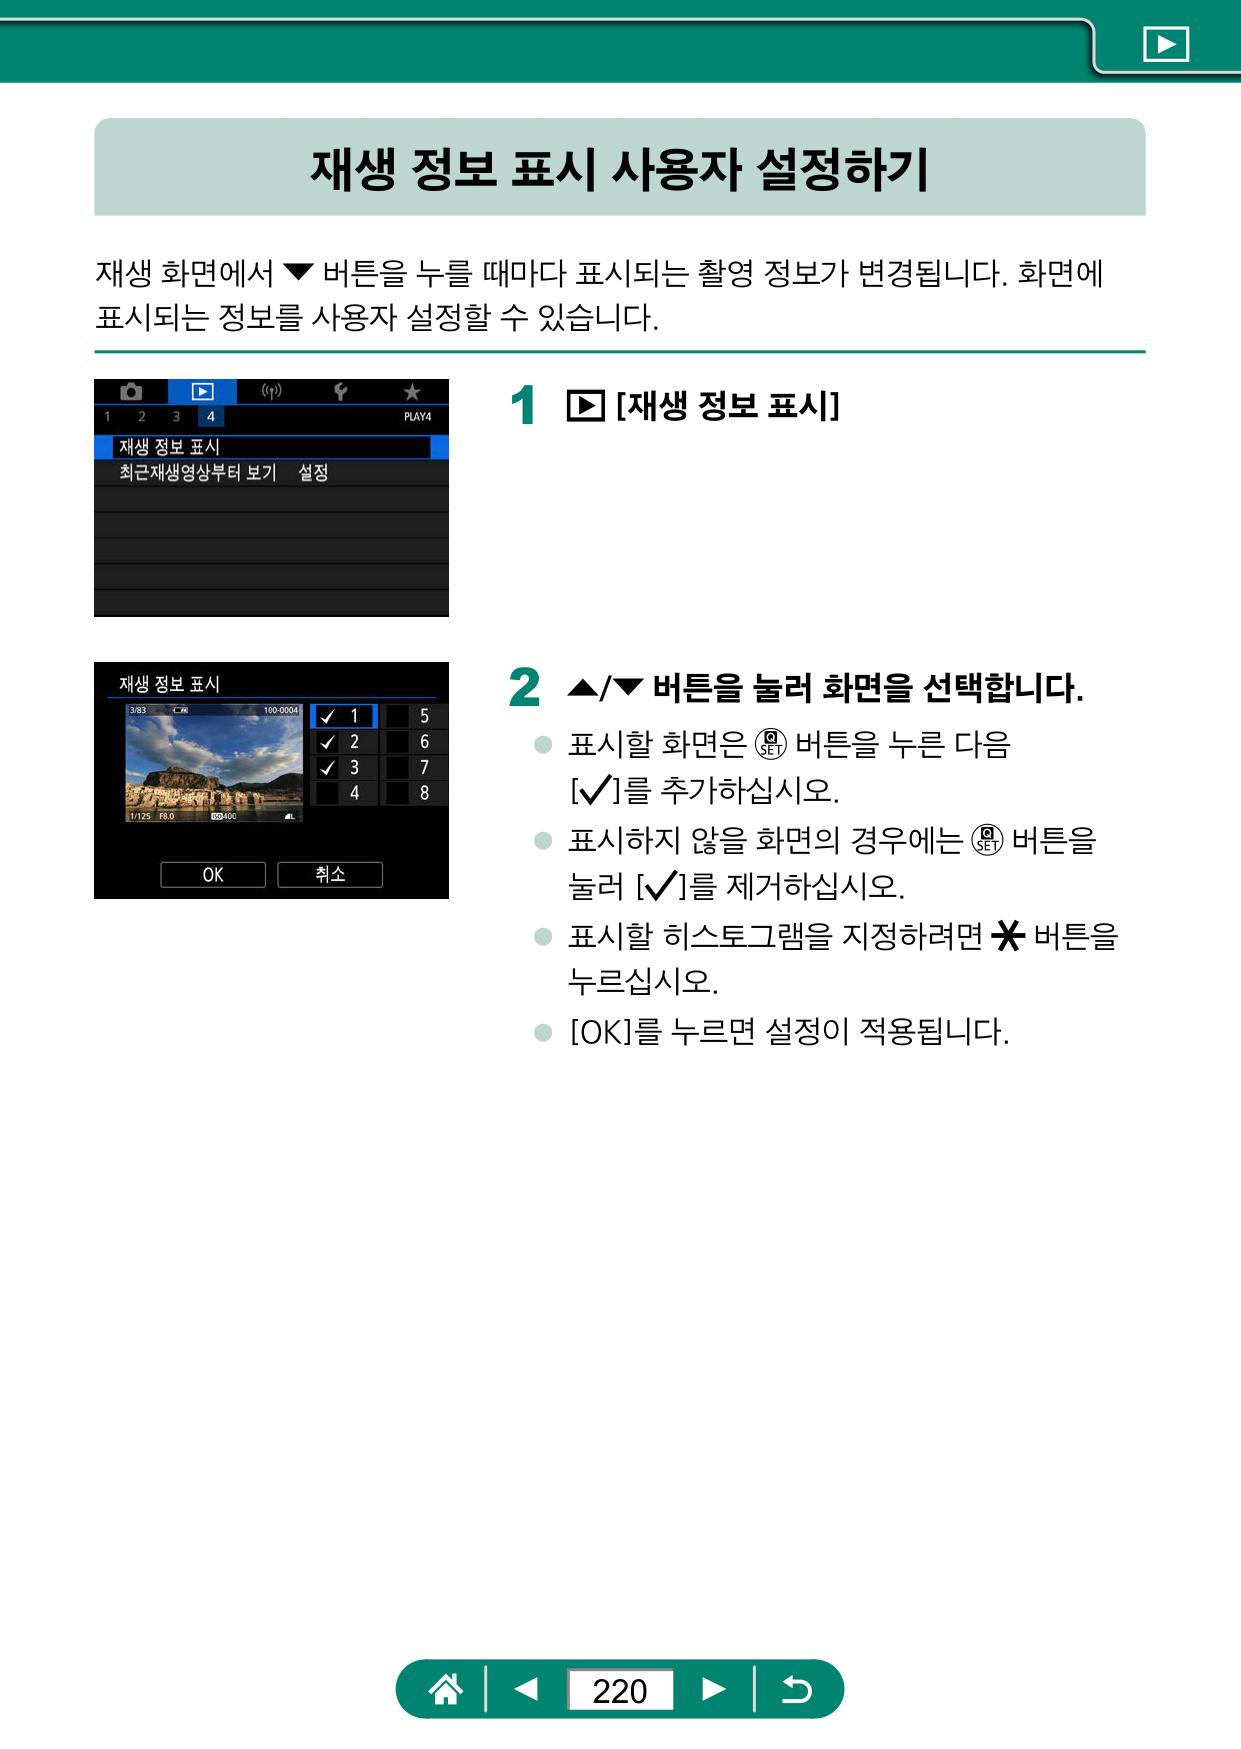 재생 정보 표시 사용자 설정하기
재생 화면에서 ▼ 버튼을 누를 때마다 표시되는 촬영 정보가 변경됩니다. 화면에
표시되는 정보를 사용자 설정할 수 있습니다.
1 2 3 4 PLAY4
재생 정보 표시
최근재생영상부터 보기 설정
1 [재생 정보 표시]
재생 정보 표시
3/83 100-0004
1/125 F8.0 ISO 400 L
1 5
2 6
3 7
4 8
OK 취소
2 ▲/▼ 버튼을 눌러 화면을 선택합니다.
● 표시할 화면은 Q SET 버튼을 누른 다음
[✓]를 추가하십시오.
● 표시하지 않을 화면의 경우에는 Q SET 버튼을
눌러 [✓]를 제거하십시오.
● 표시할 히스토그램을 지정하려면 * 버튼을
누르십시오.
● [OK]를 누르면 설정이 적용됩니다.
220